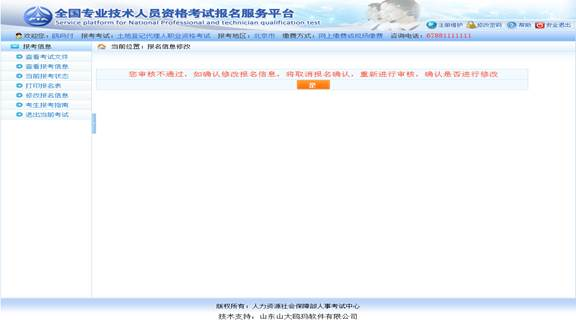 全国专业技术人员资格考试报名服务平台
Service platform for National Professional and technician qualification test
注册维护 修改密码 帮助 安全退出
欢迎您：鸥玛付 报考考试：土地登记代理人职业资格考试 报考地区：北京市 缴费方式：网上缴费或现场缴费 咨询电话：67881111111
报考信息
当前位置：报名信息修改
查看考试文件
查看报考信息
当前报考状态
打印报名表
修改报名信息
考生报考指南
退出当前考试
您审核不通过，如确认修改报名信息，将取消报名确认，重新进行审核，确认是否进行修改
是
版权所有：人力资源社会保障部人事考试中心
技术支持：山东山大鸥玛软件有限公司